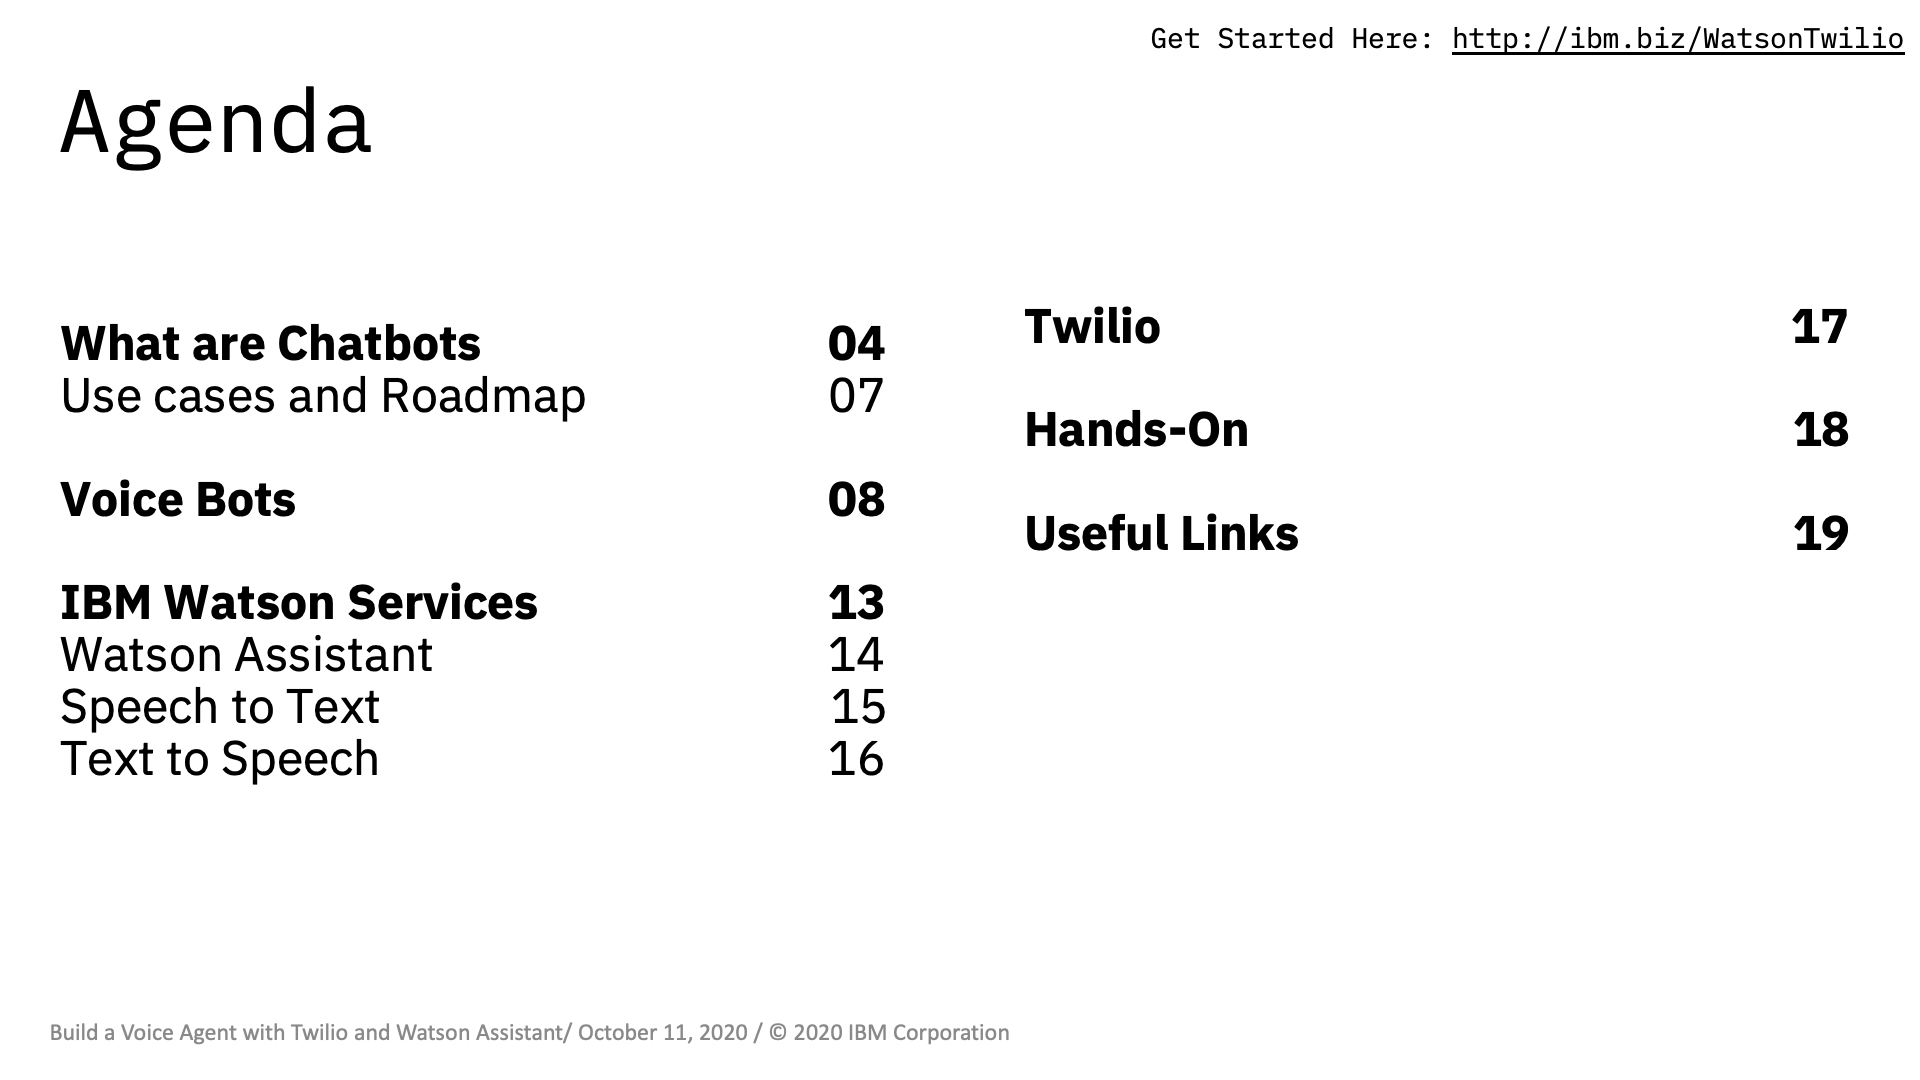 Get Started Here: http://ibm.biz/WatsonTwilio
Agenda
What are Chatbots 04
Use cases and Roadmap 07
Voice Bots 08
IBM Watson Services 13
Watson Assistant 14
Speech to Text 15
Text to Speech 16
Twilio 17
Hands-On 18
Useful Links 19
Build a Voice Agent with Twilio and Watson Assistant/ October 11, 2020 / © 2020 IBM Corporation